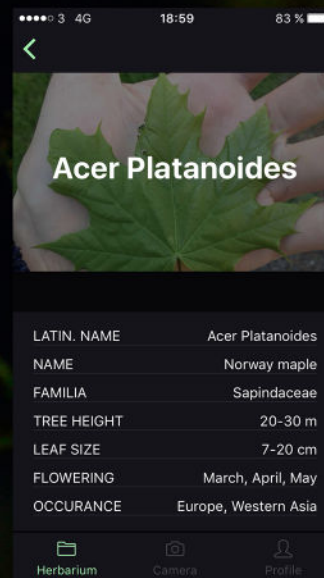 3 4G 18:59 83 %
Acer Platanoides
LATIN. NAME Acer Platanoides
NAME Norway maple
FAMILIA Sapindaceae
TREE HEIGHT 20-30 m
LEAF SIZE 7-20 cm
FLOWERING March, April, May
OCCURANCE Europe, Western Asia
Herbarium Camera Profile